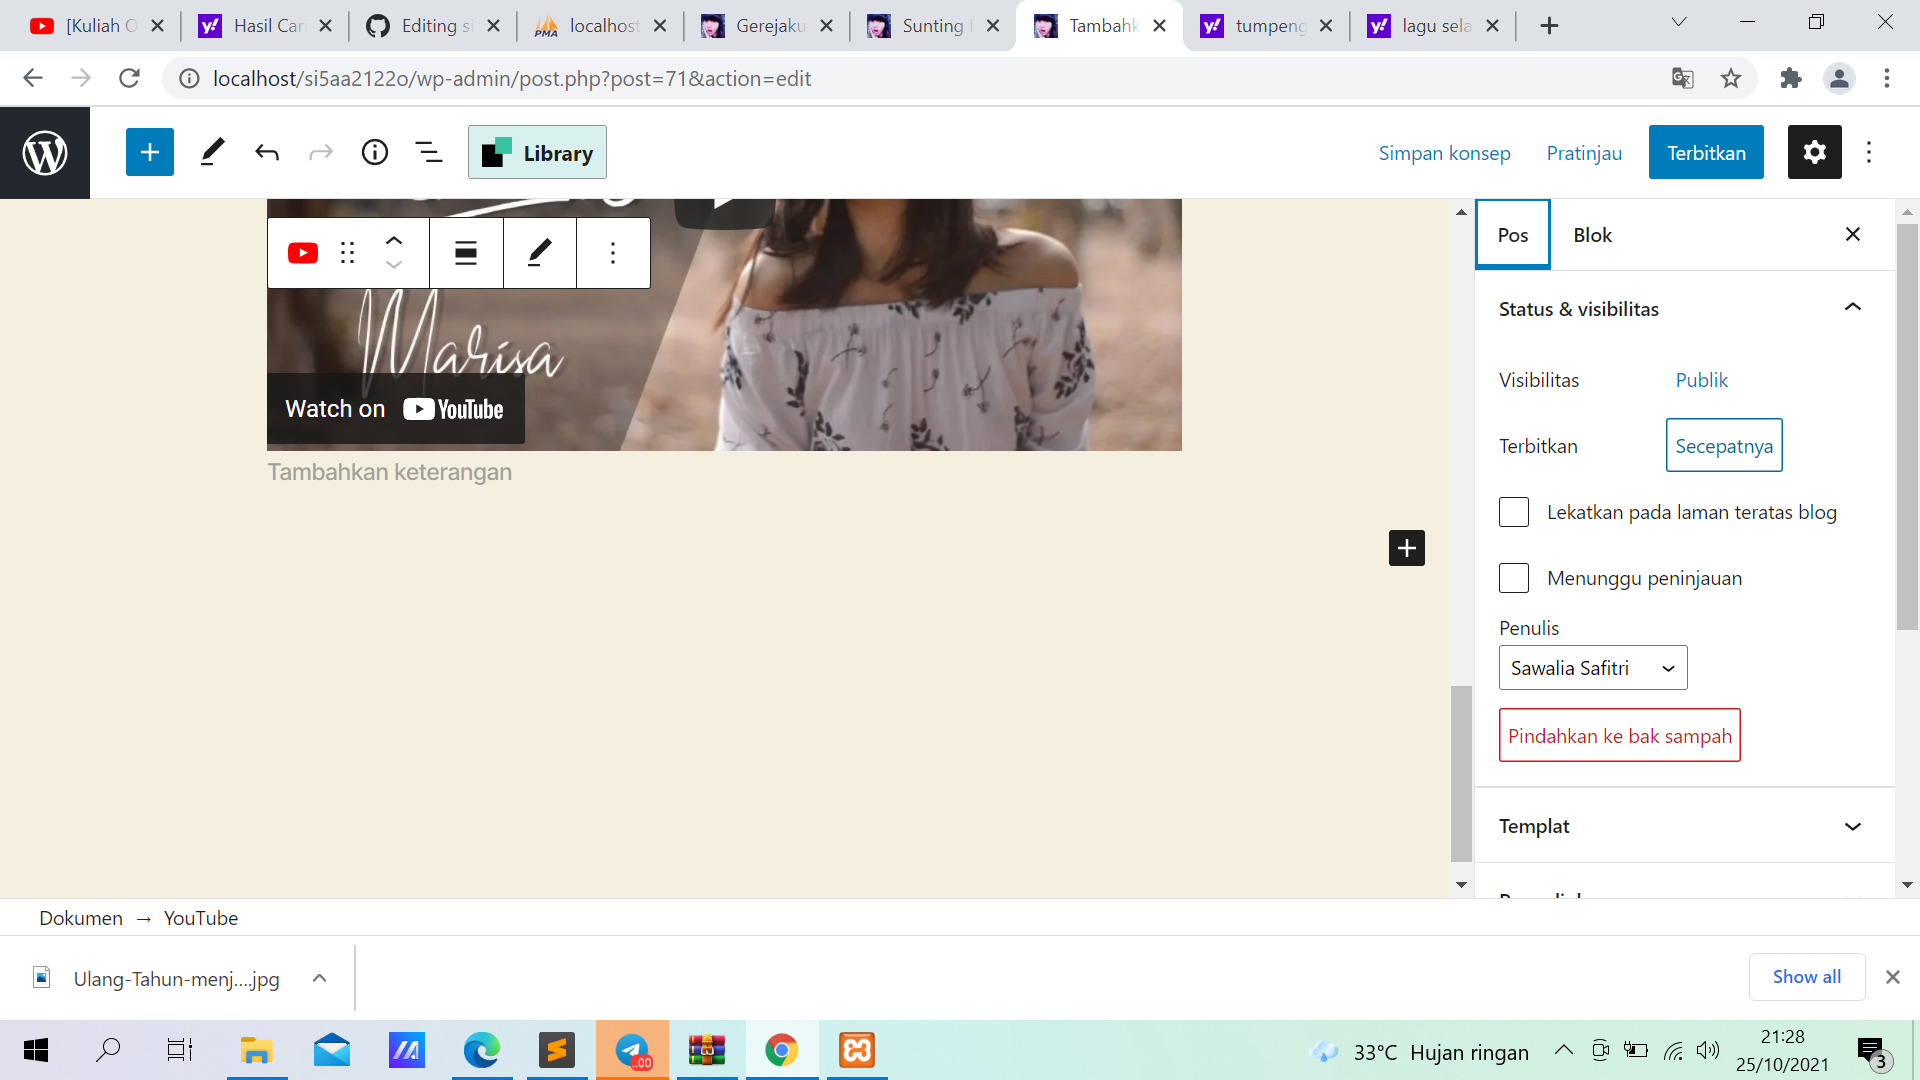 [Kuliah O
Hasil Car
Editing si
localhost
Gerejaku
Sunting
Tambahk
tumpeng
lagu sela
localhost/si5aa2122o/wp-admin/post.php?post=71&action=edit
Library
Simpan konsep
Pratinjau
Terbitkan
Marisa
Watch on YouTube
Tambahkan keterangan
Pos
Blok
Status & visibilitas
Visibilitas
Publik
Terbitkan
Secepatnya
Lekatkan pada laman teratas blog
Menunggu peninjauan
Penulis
Sawalia Safitri
Pindahkan ke bak sampah
Templat
Dokumen → YouTube
Ulang-Tahun-menj....jpg
Show all
33°C Hujan ringan
21:28
25/10/2021
3